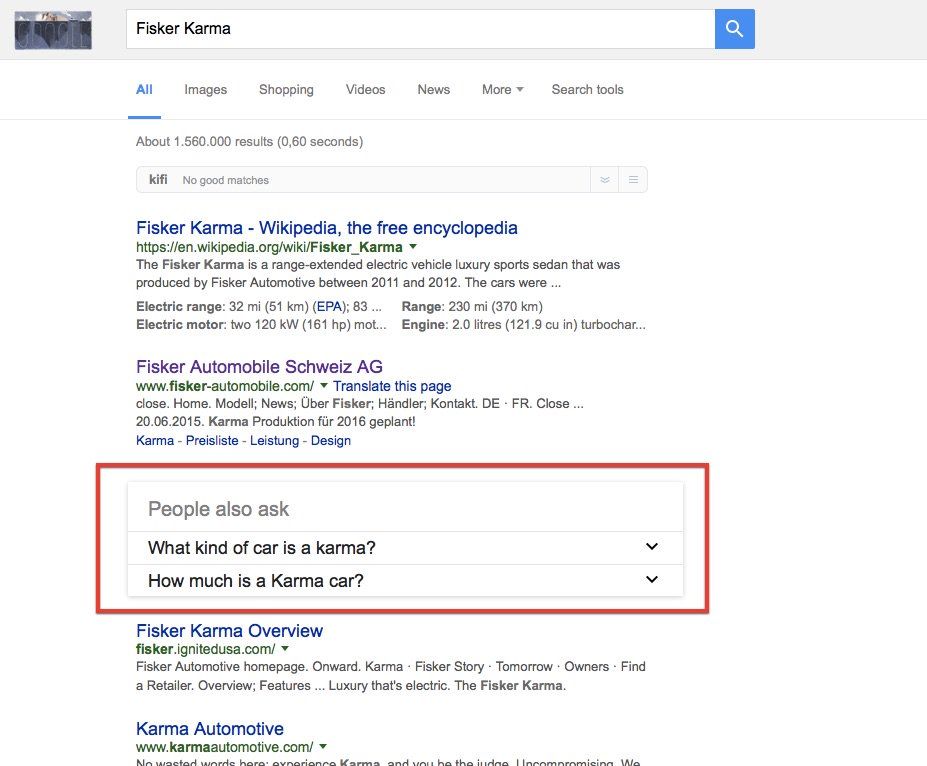 Fisker Karma
All Images Shopping Videos News More Search tools
About 1.560.000 results (0,60 seconds)
kifi No good matches
Fisker Karma - Wikipedia, the free encyclopedia
https://en.wikipedia.org/wiki/Fisker_Karma
The Fisker Karma is a range-extended electric vehicle luxury sports sedan that was
produced by Fisker Automotive between 2011 and 2012. The cars were ...
Electric range: 32 mi (51 km) (EPA); 83 ... Range: 230 mi (370 km)
Electric motor: two 120 kW (161 hp) mot... Engine: 2.0 litres (121.9 cu in) turbochar...
Fisker Automobile Schweiz AG
www.fisker-automobile.com/ Translate this page
close. Home. Modell; News; Über Fisker; Händler; Kontakt. DE · FR. Close ...
20.06.2015. Karma Produktion für 2016 geplant!
Karma - Preisliste - Leistung - Design
People also ask
What kind of car is a karma?
How much is a Karma car?
Fisker Karma Overview
fisker.ignitedusa.com/
Fisker Automotive homepage. Onward. Karma · Fisker Story · Tomorrow · Owners · Find
a Retailer. Overview; Features ... Luxury that's electric. The Fisker Karma.
Karma Automotive
www.karmaautomotive.com/
No wasted words here: experience Karma, and you be the judge. Uncompromising. We